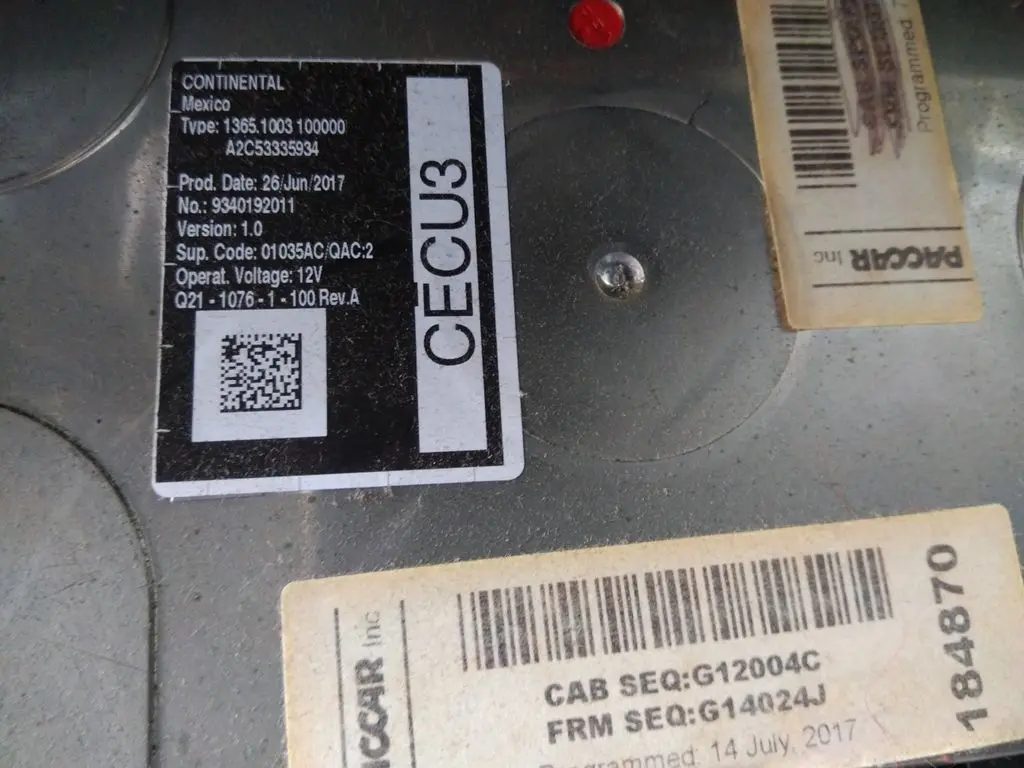 CONTINENTAL
Mexico
Type: 1365.1003 100000
A2C53335934
Prod. Date: 26/Jun/2017
No.: 9340192011
Version: 1.0
Sup. Code: 01035AC/QAC:2
Operat. Voltage: 12V
Q21 - 1076 - 1 - 100 Rev.A
CECU3
Programmed
PACCAR Inc
ACCAR Inc
CAB SEQ:G12004C
FRM SEQ:G14024J
Programmed: 14 July, 2017
184870